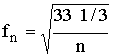 fn = √(33 1/3 / n)